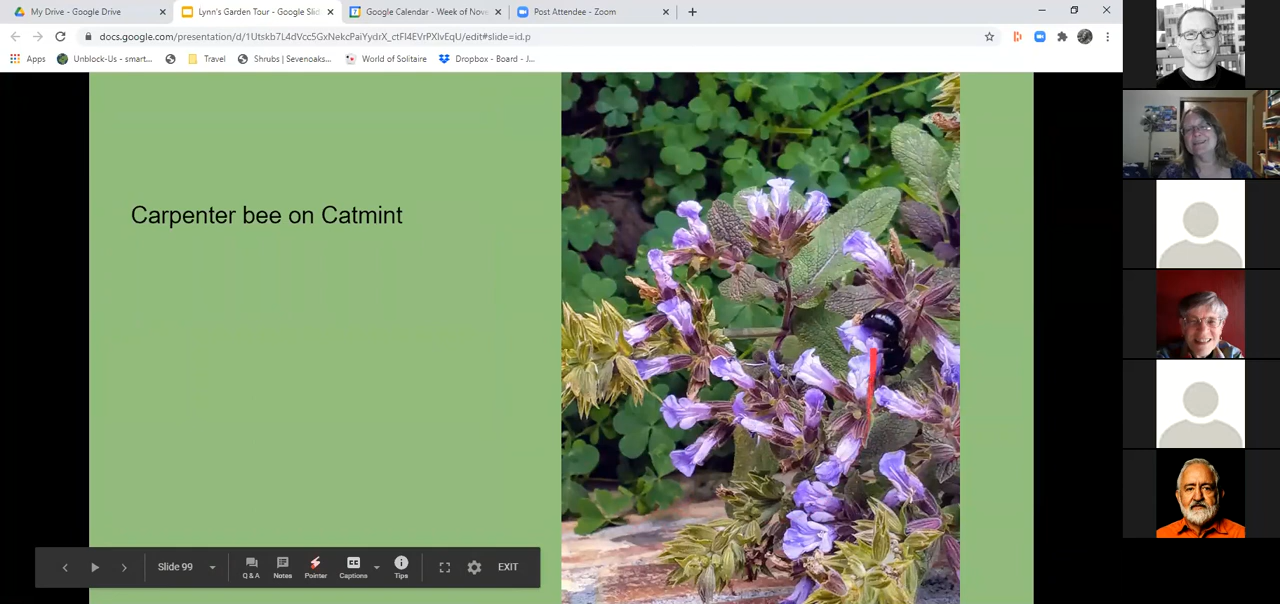 My Drive - Google Drive
Lynn's Garden Tour - Google Slid
Google Calendar - Week of Nove
Post Attendee - Zoom
docs.google.com/presentation/d/1Utskb7L4dVcc5GxNekcPaiYydrX_ctFl4EVrPXlvEqU/edit#slide=id.p
Apps
Unblock-Us - smart...
Travel
Shrubs | Sevenoaks...
World of Solitaire
Dropbox - Board - J...
Carpenter bee on Catmint
Slide 99
Q & A
Notes
Pointer
CC
Captions
Tips
EXIT